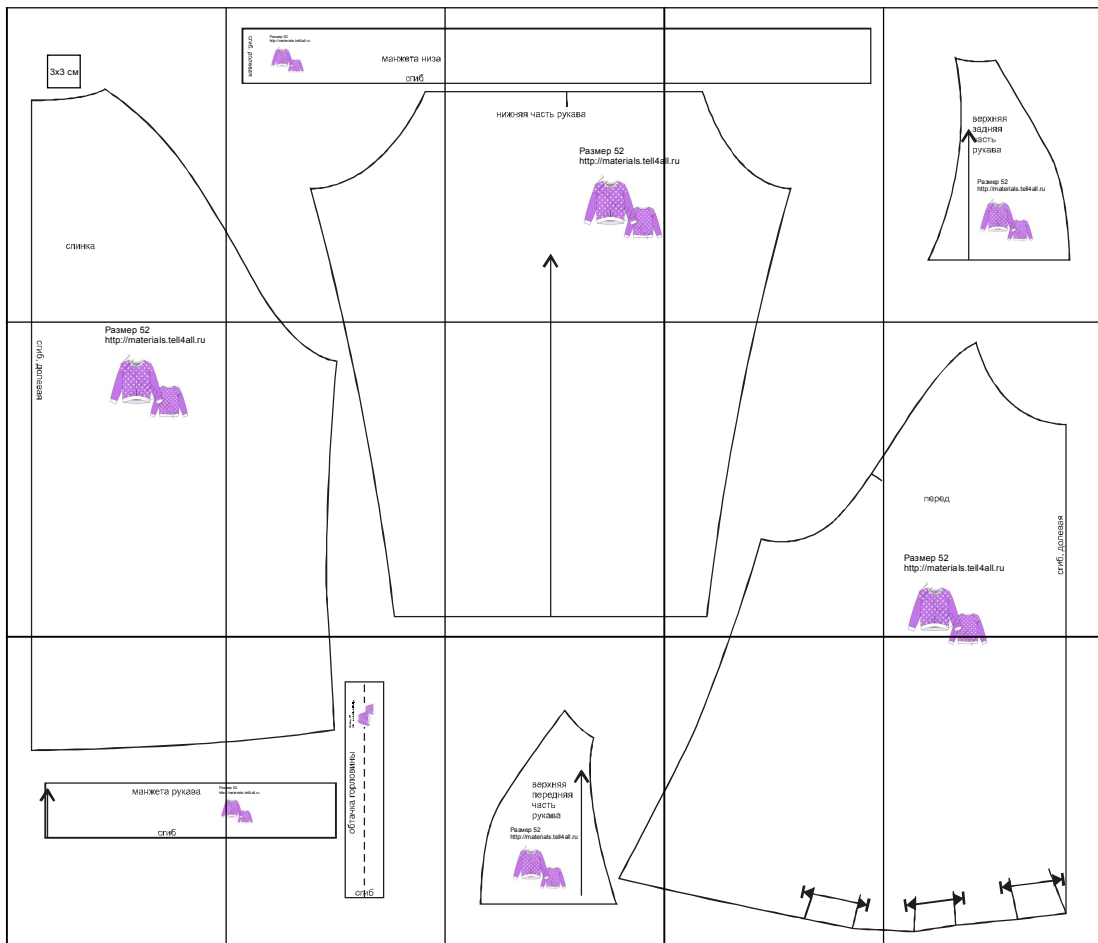 3х3 см
сгиб, долевая
Размер 52
http://materials.tell4all.ru
манжета низа
сгиб
нижняя часть рукава
Размер 52
http://materials.tell4all.ru
верхняя
задняя
часть
рукава
Размер 52
http://materials.tell4all.ru
спинка
сгиб, долевая
Размер 52
http://materials.tell4all.ru
перед
сгиб, долевая
Размер 52
http://materials.tell4all.ru
манжета рукава
Размер 52
http://materials.tell4all.ru
сгиб
обтачка горловины
сгиб
верхняя
передняя
часть
рукава
Размер 52
http://materials.tell4all.ru